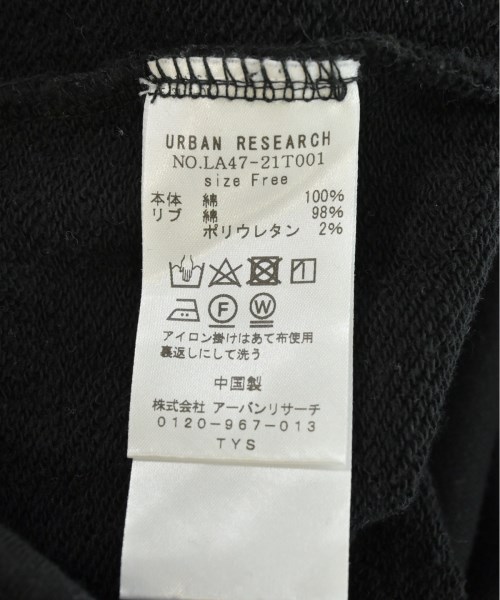 URBAN RESEARCH
NO.LA47-21T001
size Free
本体 綿 100%
リブ 綿 98%
ポリウレタン 2%
F W
アイロン掛けはあて布使用
裏返しにして洗う
中国製
株式会社 アーバンリサーチ
0120-967-013
TYS